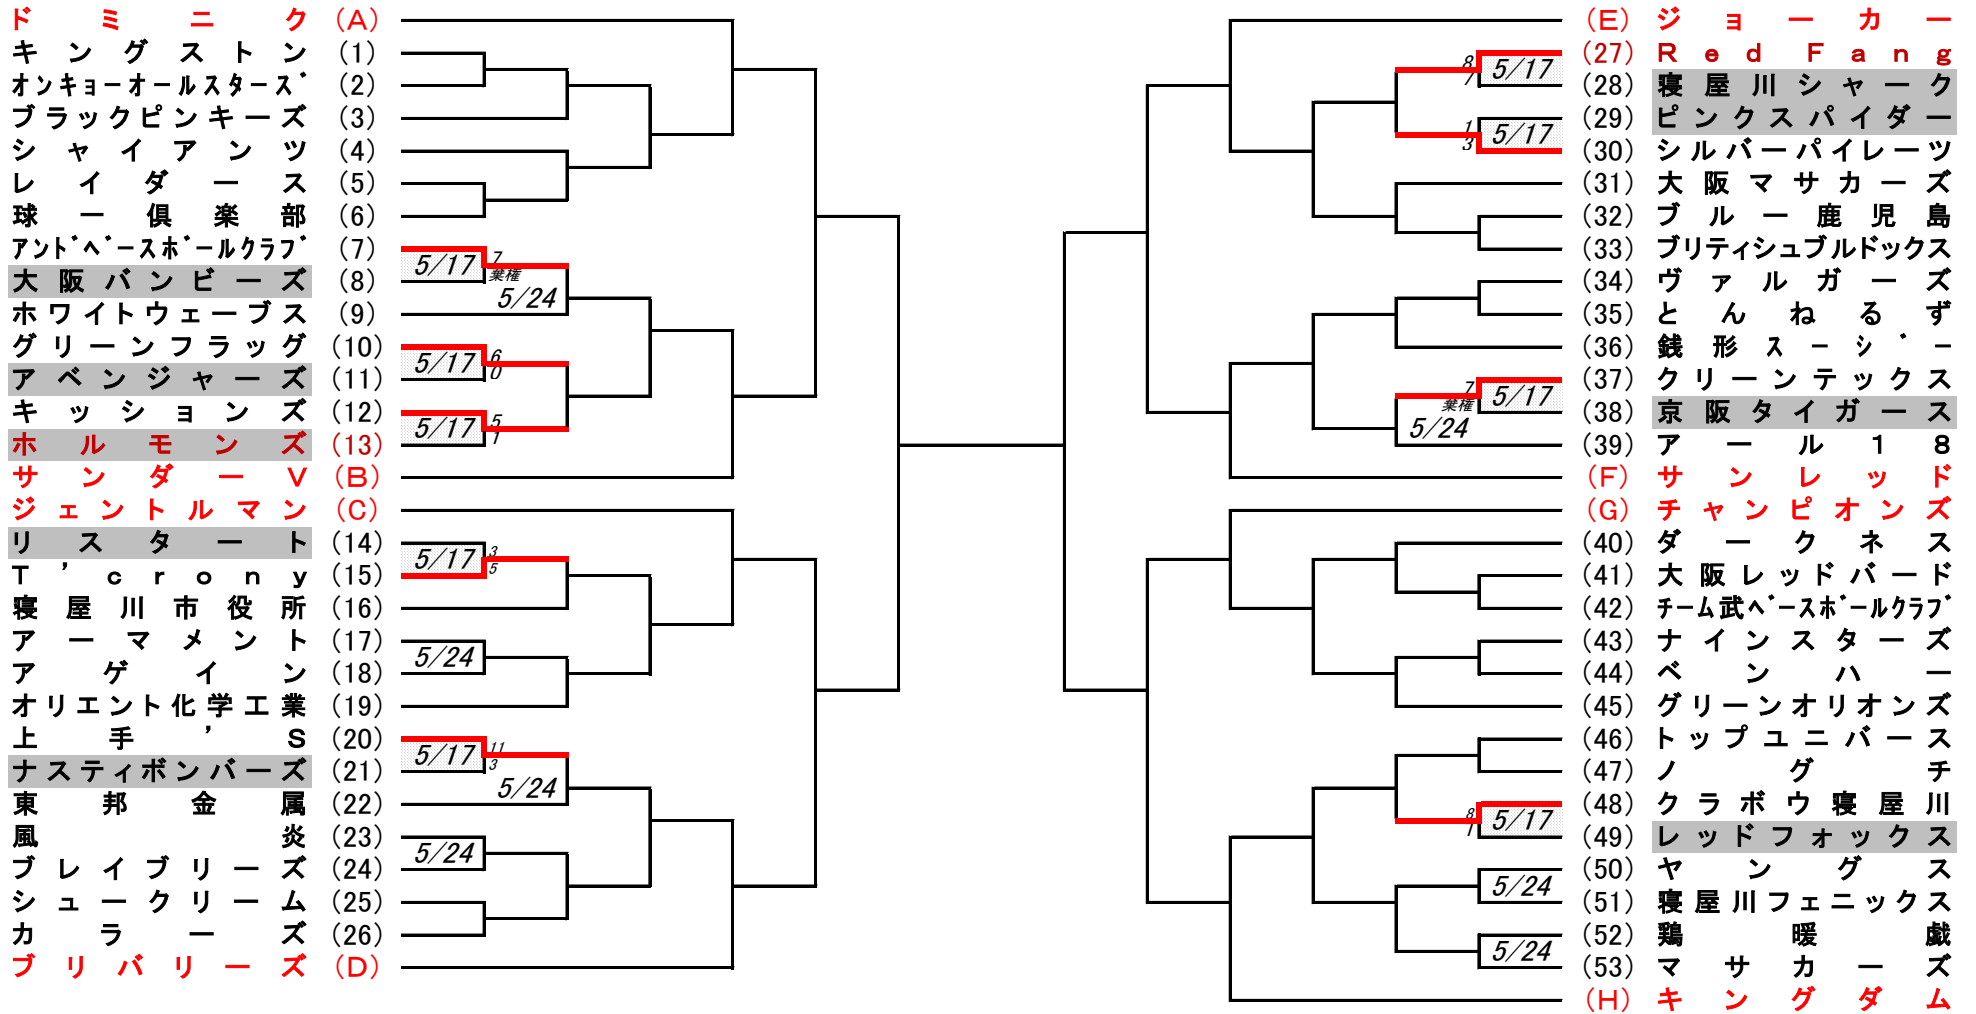 ドミニク (A)
キングストン (1)
オンキョーオールスターズ (2)
ブラックピンキーズ (3)
シャイアンツ (4)
レイダース (5)
球一倶楽部 (6)
アンドベースボールクラブ (7)
5/17 7 棄権
大阪バンビーズ (8)
5/24
ホワイトウェーブス (9)
グリーンフラッグ (10)
5/17 6 0
アベンジャーズ (11)
キッションズ (12)
5/17 5 1
ホルモンズ (13)
サンダーV (B)
ジェントルマン (C)
リスタート (14)
5/17 3 5
T'crony (15)
寝屋川市役所 (16)
アーマメント (17)
5/24
アゲイン (18)
オリエント化学工業 (19)
上手'S (20)
5/17 11 3
ナスティボンバーズ (21)
5/24
東邦金属 (22)
風炎 (23)
5/24
ブレイブリーズ (24)
シュークリーム (25)
カラーズ (26)
ブリバリーズ (D)
(E) ジョーカー
(27) Red Fang
8 7 5/17
(28) 寝屋川シャーク
(29) ピンクスパイダー
1 3 5/17
(30) シルバーパイレーツ
(31) 大阪マサカーズ
(32) ブルー鹿児島
(33) ブリティシュブルドックス
(34) ヴァルガーズ
(35) とんねるず
(36) 銭形スージー
(37) クリーンテックス
7 棄権 5/17
(38) 京阪タイガース
5/24
(39) アール18
(F) サンレッド
(G) チャンピオンズ
(40) ダークネス
(41) 大阪レッドバード
(42) チーム武ベースボールクラブ
(43) ナインスターズ
(44) ベンハー
(45) グリーンオリオンズ
(46) トップユニバース
(47) ノグチ
(48) クラボウ寝屋川
8 1 5/17
(49) レッドフォックス
(50) ヤングス
5/24
(51) 寝屋川フェニックス
(52) 鶏暖戯
5/24
(53) マサカーズ
(H) キングダム